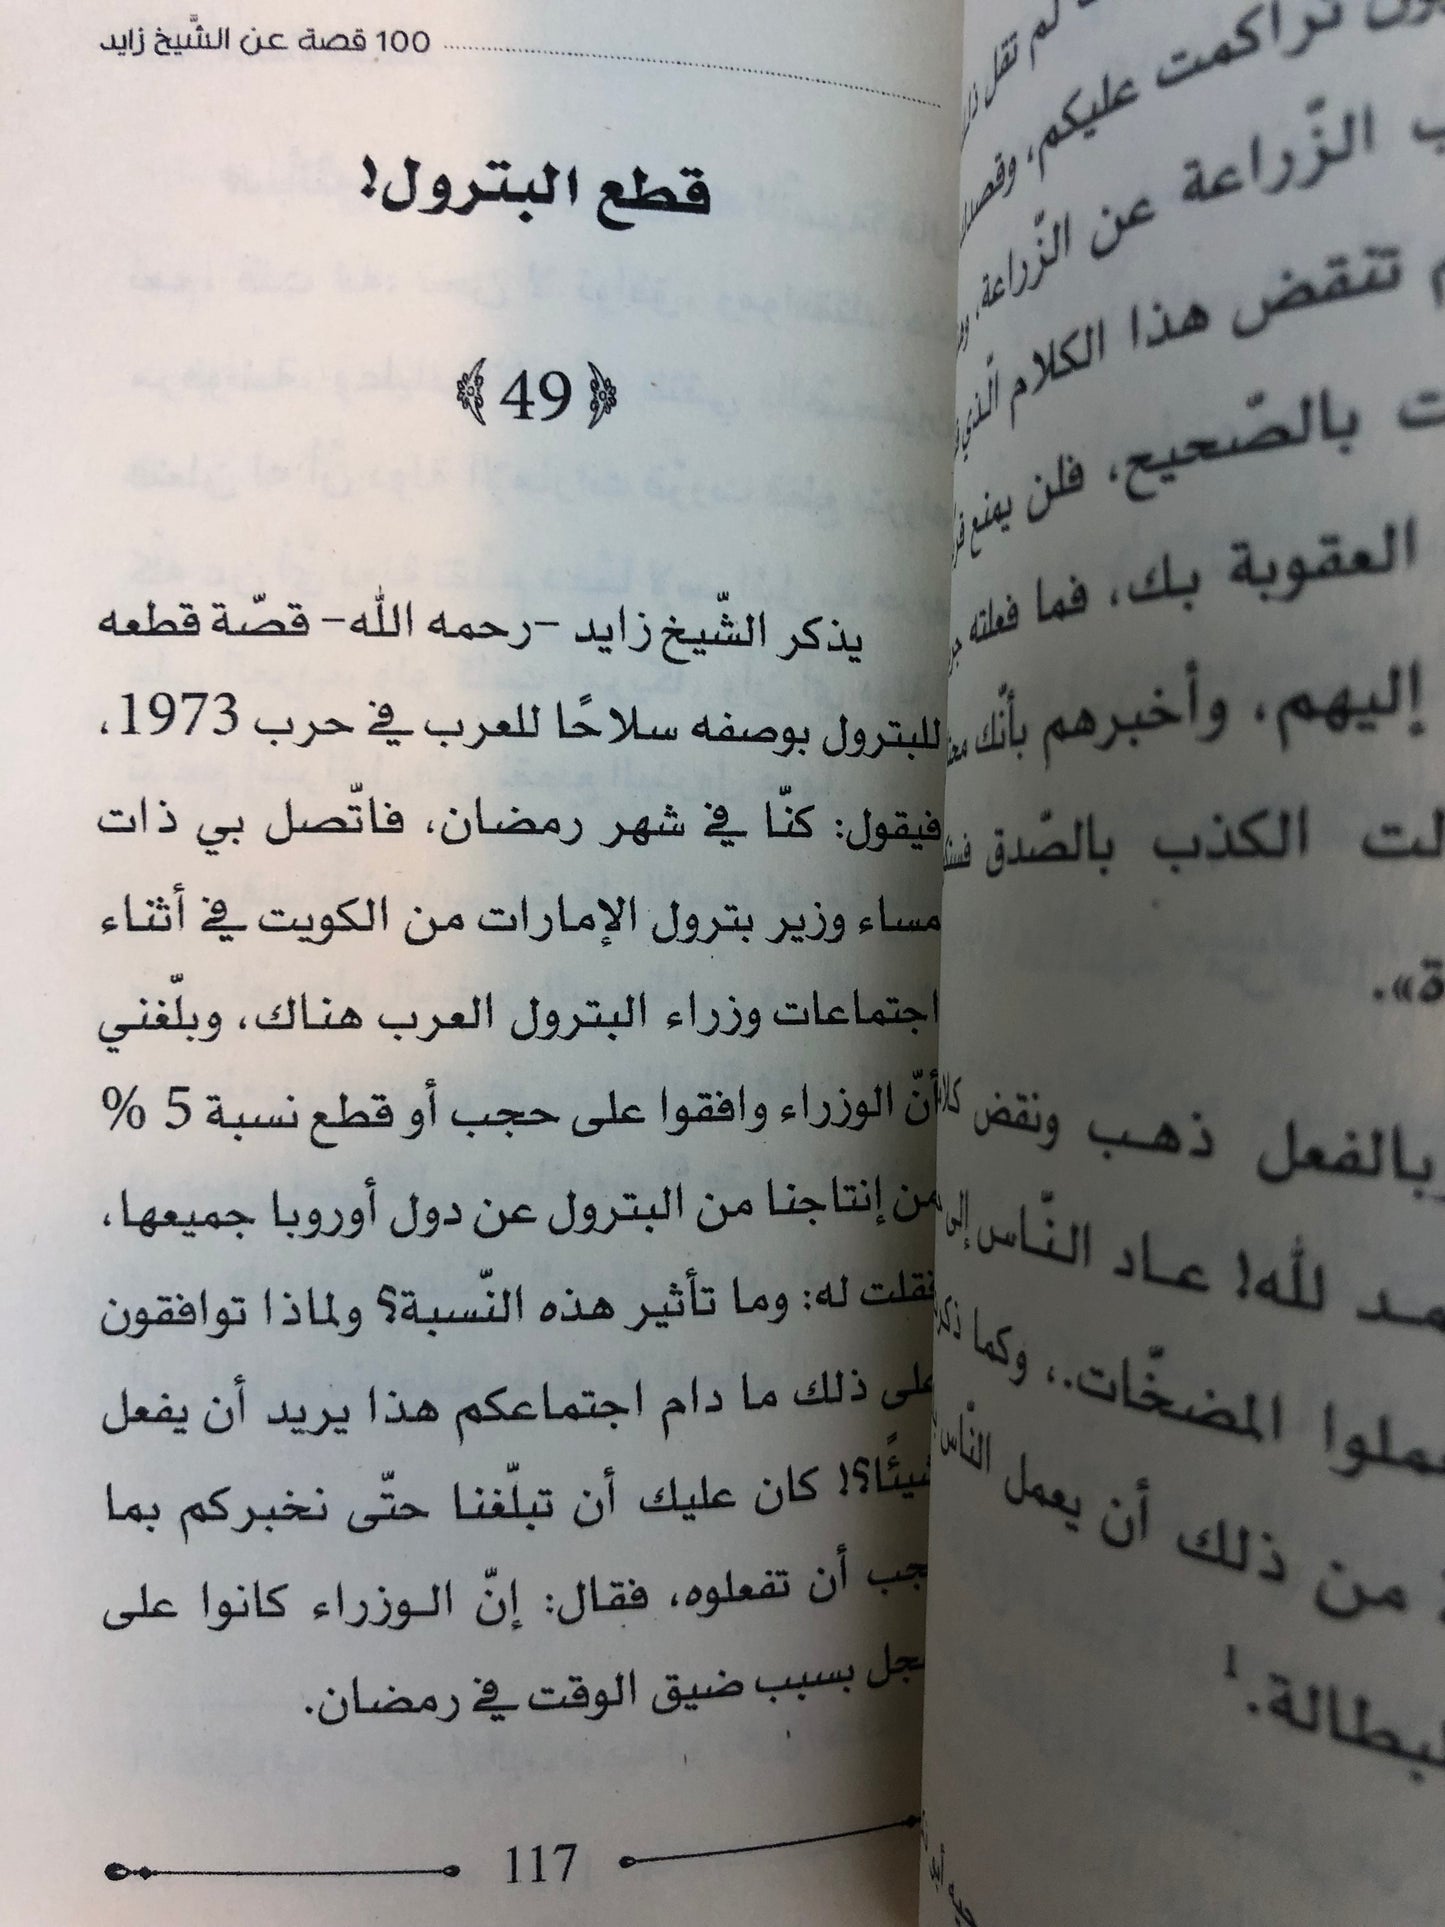 100 قصة عن الشَّيخ زايد
قطع البترول!
49
يذكر الشّيخ زايد -رحمه الله- قصّة قطعه
للبترول بوصفه سلاحًا للعرب في حرب 1973،
فيقول: كنّا في شهر رمضان، فاتّصل بي ذات
مساء وزير بترول الإمارات من الكويت في أثناء
اجتماعات وزراء البترول العرب هناك، وبلّغني
أنّ الوزراء وافقوا على حجب أو قطع نسبة 5 %
من إنتاجنا من البترول عن دول أوروبا جميعها،
فقلت له: وما تأثير هذه النّسبة؟ ولماذا توافقون
على ذلك ما دام اجتماعكم هذا يريد أن يفعل
شيئًا؟! كان عليك أن تبلّغنا حتّى نخبركم بما
يجب أن تفعلوه، فقال: إنّ الوزراء كانوا على
عجل بسبب ضيق الوقت في رمضان.
117
تراكمت عليكم، وقصدك
الزّراعة عن الزّراعة،
تنقض هذا الكلام الّذي
بالصّحيح، فلن يمنع
العقوبة بك، فما فعلته
إليهم، وأخبرهم بأنّك
الكذب بالصّدق
وبالفعل ذهب ونقض
لله! عاد النّاس إلى
المضخّات..، وكما
من ذلك أن يعمل النّاس